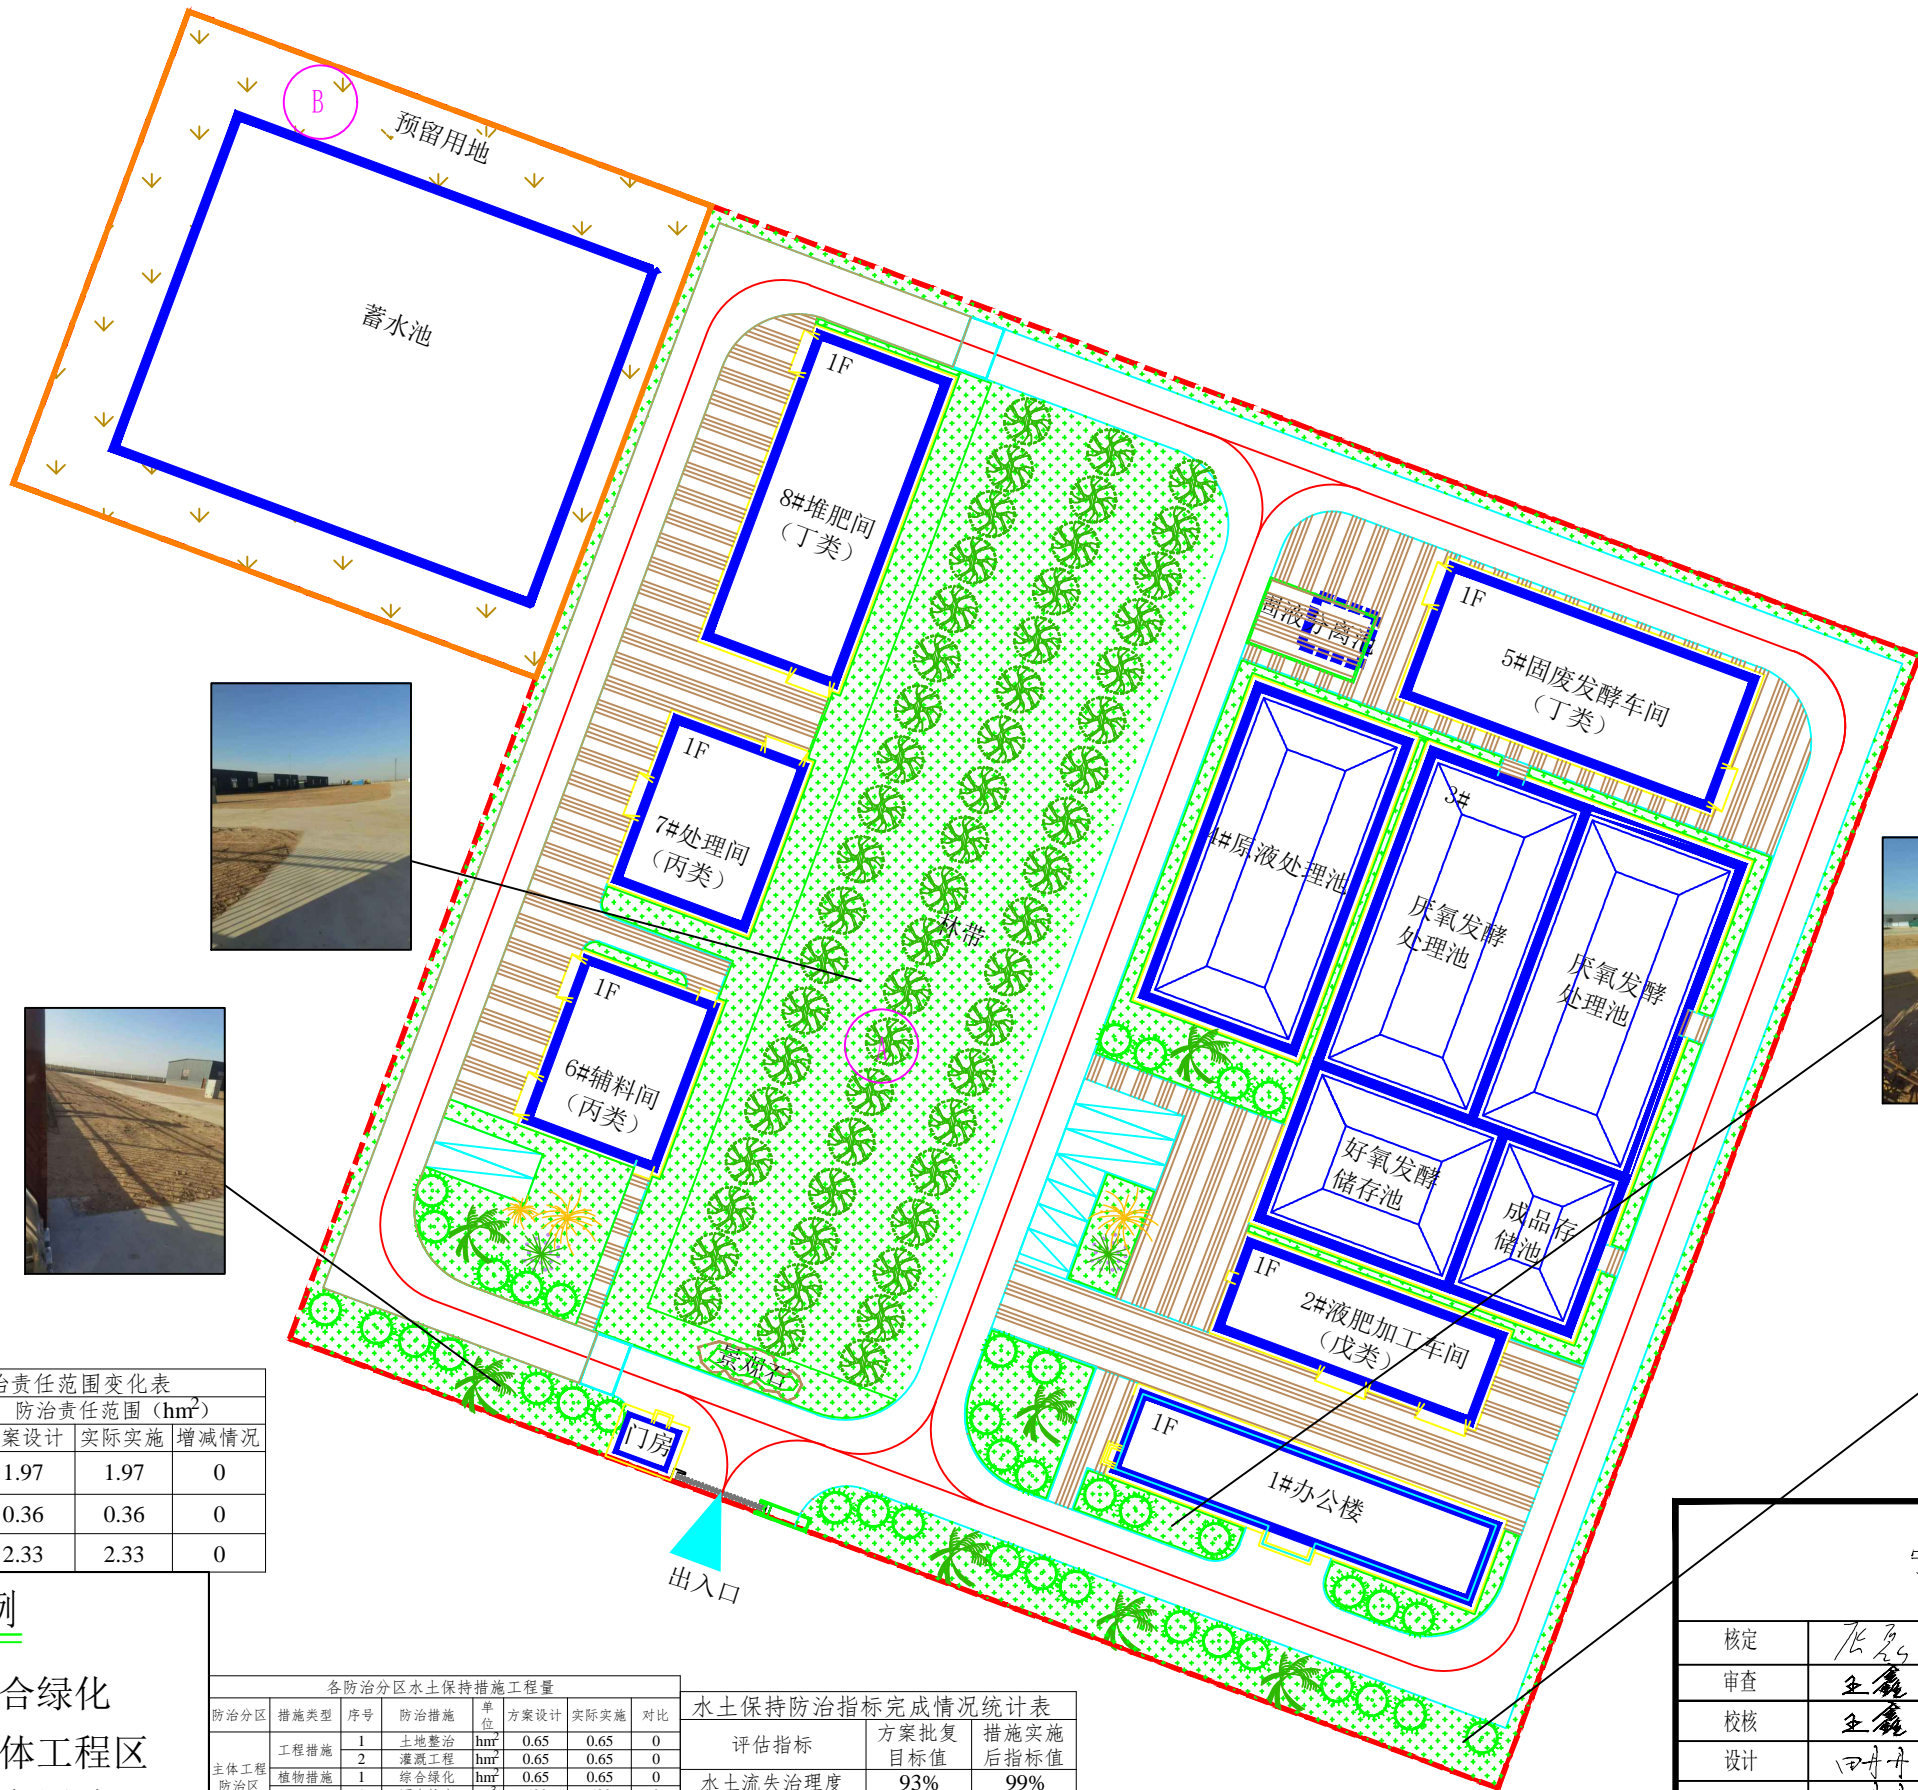 B
预留用地
蓄水池
1F
8#堆肥间
（丁类）
1F
5#固废发酵车间
（丁类）
1F
7#处理间
（丙类）
3#
4#原液处理池
厌氧发酵
处理池
厌氧发酵
处理池
林带
A
1F
6#辅料间
（丙类）
好氧发酵
储存池
成品存
储池
1F
2#液肥加工车间
（戊类）
景观石
门房
1F
1#办公楼
出入口
责任范围变化表
防治责任范围（hm²）
案设计 实际实施 增减情况
1.97 1.97 0
0.36 0.36 0
2.33 2.33 0
例
合绿化
体工程区
各防治分区水土保持措施工程量
防治分区 措施类型 序号 防治措施 单位 方案设计 实际实施 对比
主体工程防治区 工程措施 1 土地整治 hm² 0.65 0.65 0
2 灌溉工程 hm² 0.65 0.65 0
植物措施 1 综合绿化 hm² 0.65 0.65 0
水土保持防治指标完成情况统计表
评估指标 方案批复目标值 措施实施后指标值
水土流失治理度 93% 99%
核定
审查 王鑫
校核 王鑫
设计